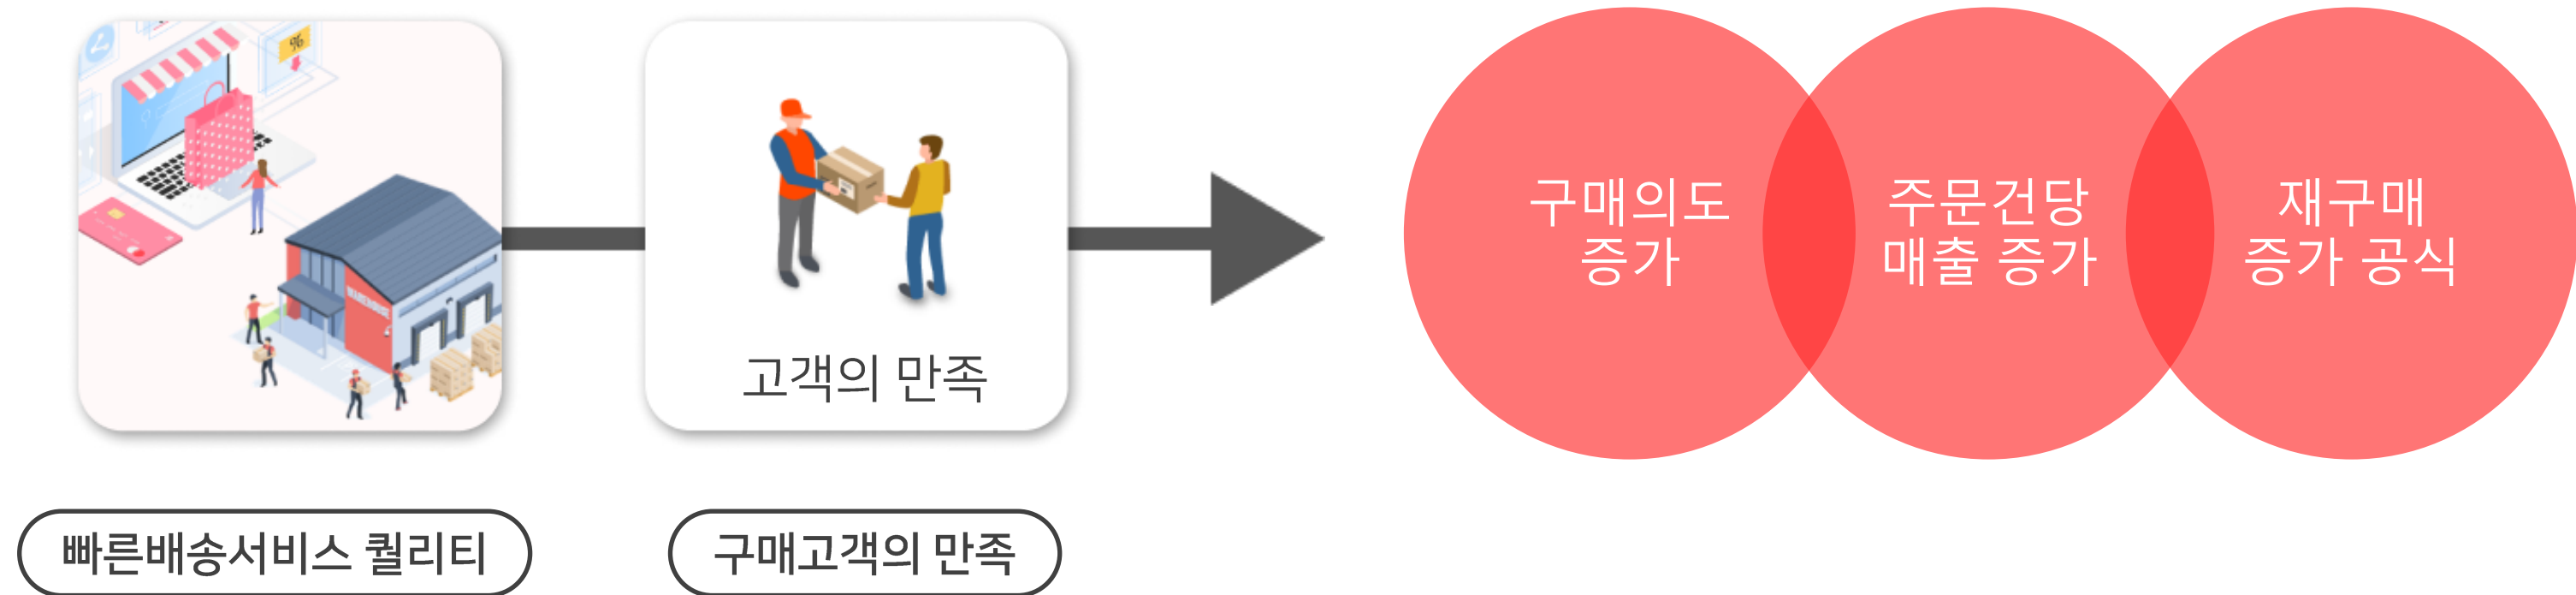 %
WAREHOUSE
고객의 만족
빠른배송서비스 퀄리티
구매고객의 만족
구매의도
증가
주문건당
매출 증가
재구매
증가 공식